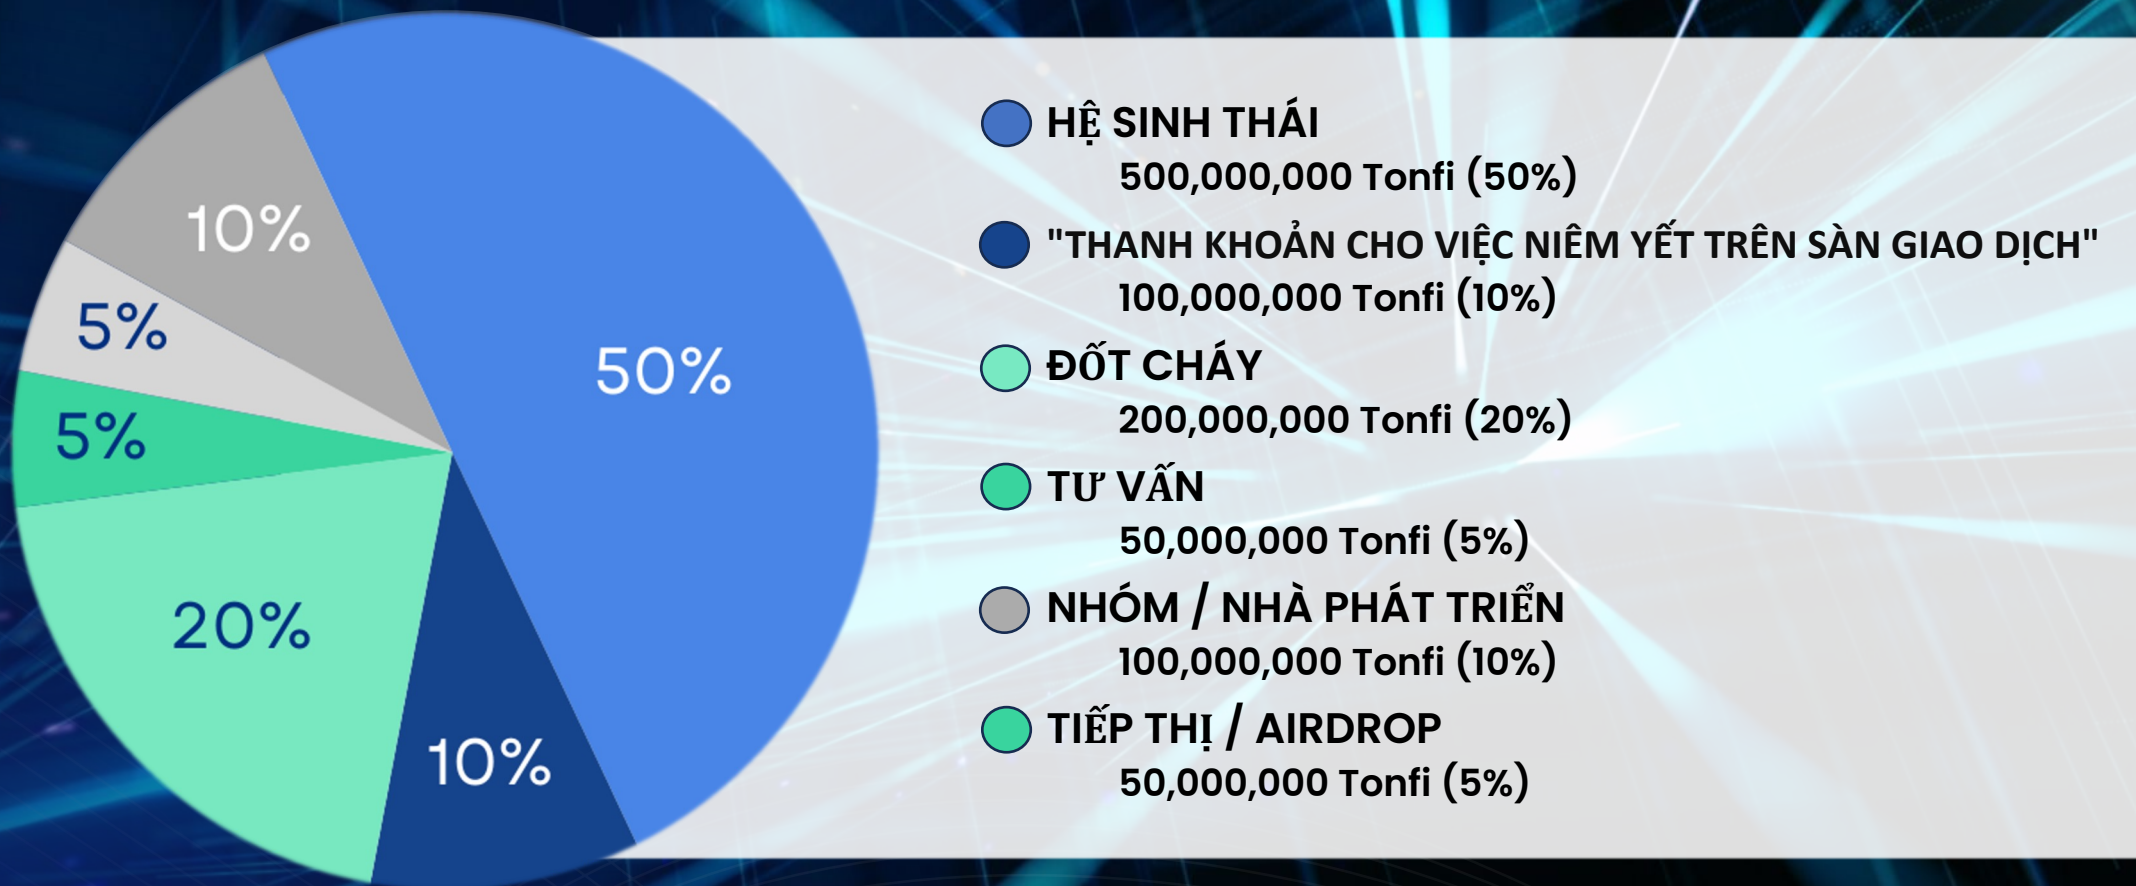 10%
5%
5%
20%
10%
50%
HỆ SINH THÁI
500,000,000 Tonfi (50%)
"THANH KHOẢN CHO VIỆC NIÊM YẾT TRÊN SÀN GIAO DỊCH"
100,000,000 Tonfi (10%)
ĐỐT CHÁY
200,000,000 Tonfi (20%)
TƯ VẤN
50,000,000 Tonfi (5%)
NHÓM / NHÀ PHÁT TRIỂN
100,000,000 Tonfi (10%)
TIẾP THỊ / AIRDROP
50,000,000 Tonfi (5%)